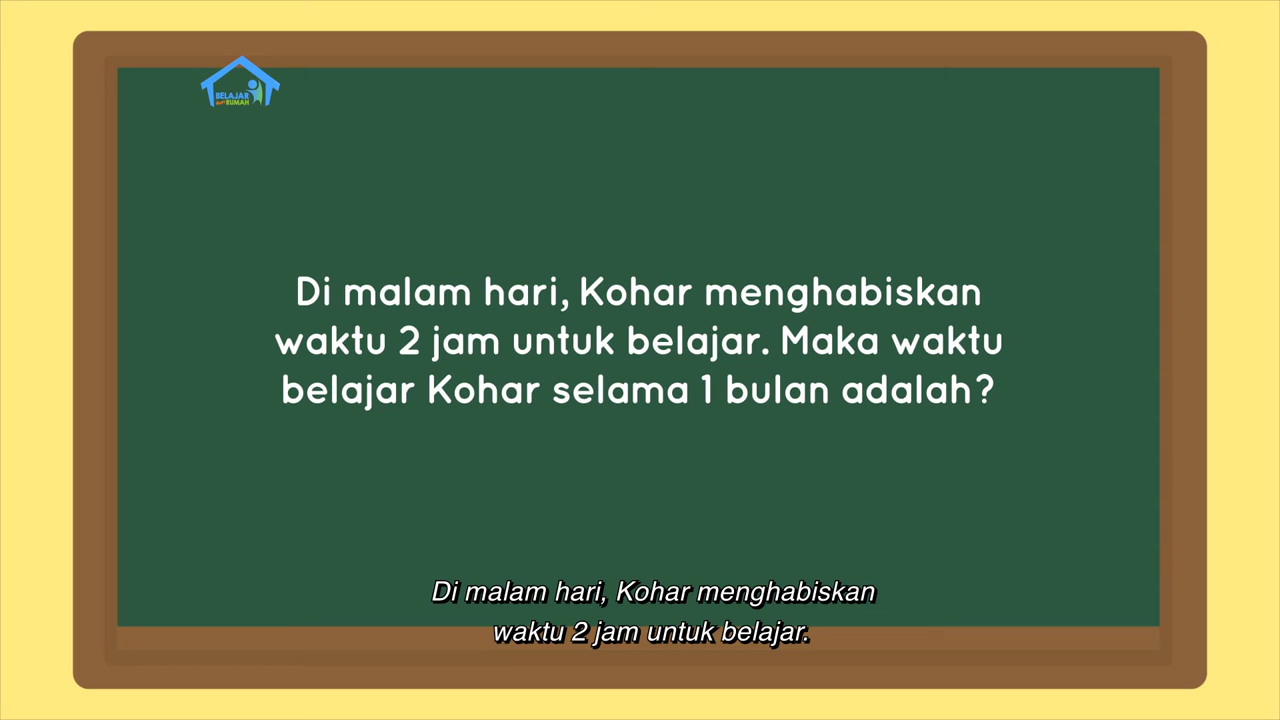 BELAJAR
dari RUMAH
Di malam hari, Kohar menghabiskan
waktu 2 jam untuk belajar. Maka waktu
belajar Kohar selama 1 bulan adalah?
Di malam hari, Kohar menghabiskan
waktu 2 jam untuk belajar.